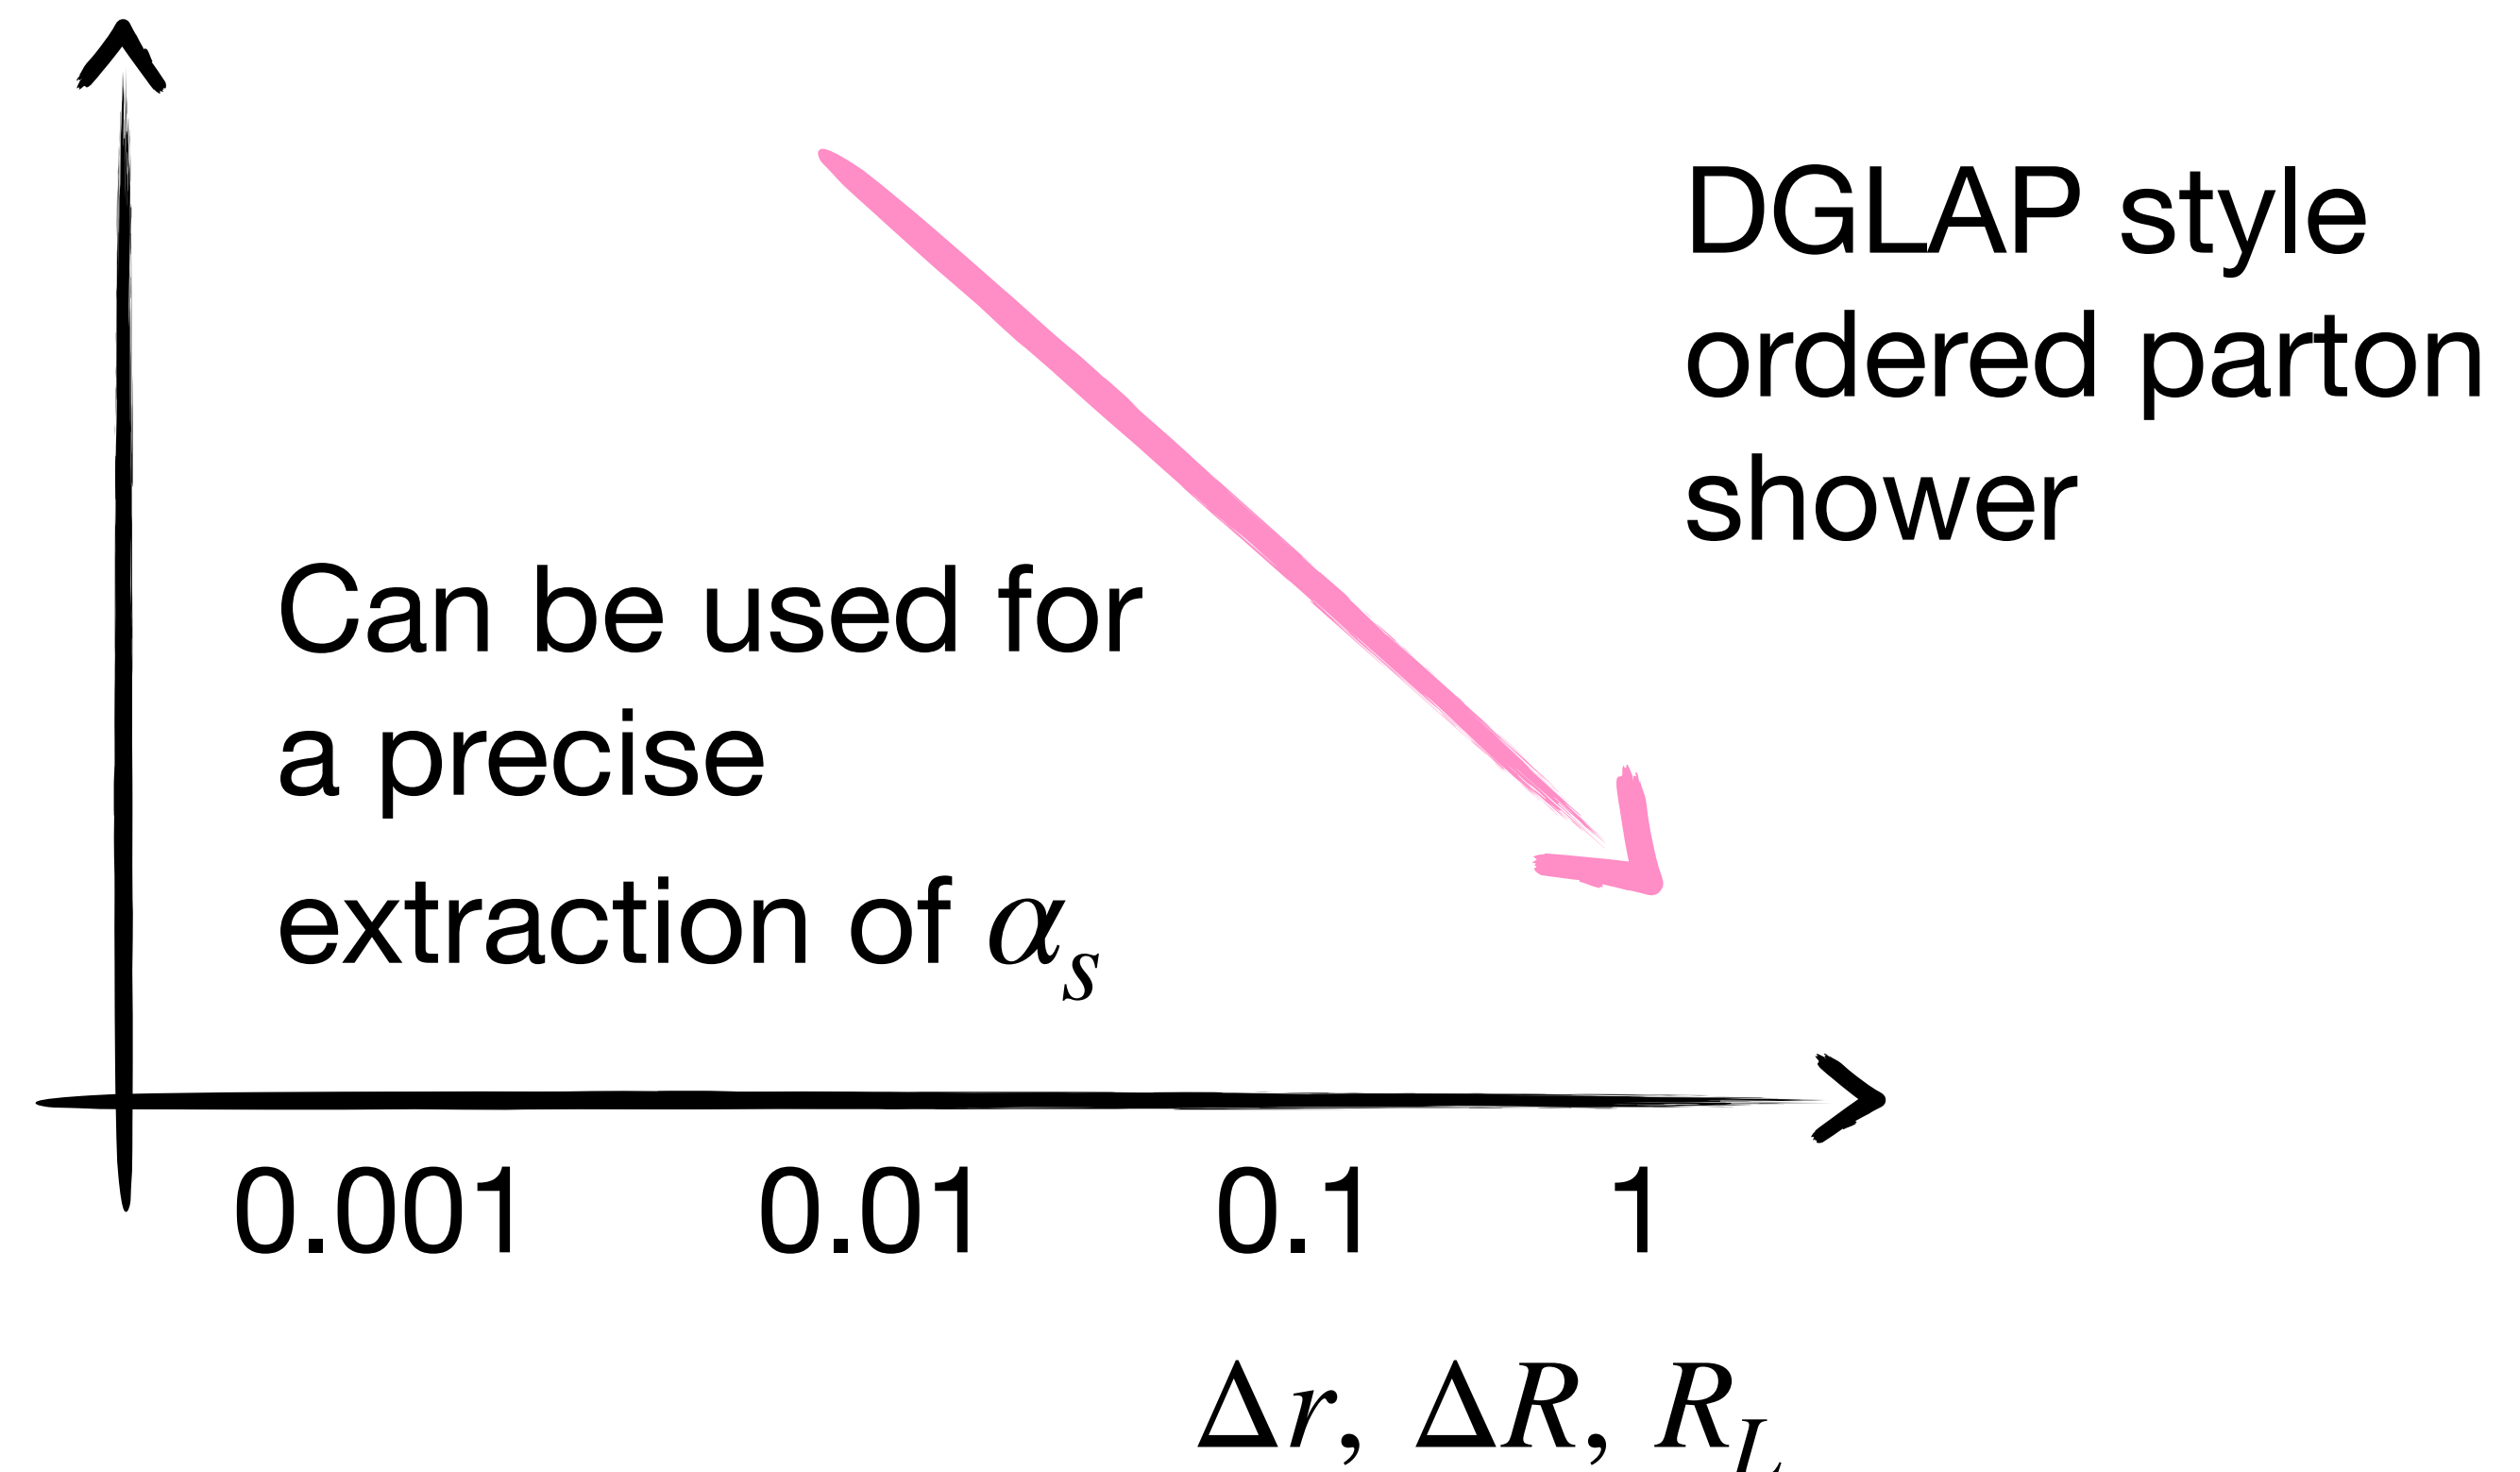 DGLAP style
ordered parton
shower
Can be used for
a precise
extraction of αs
0.001 0.01 0.1 1
Δr, ΔR, RL